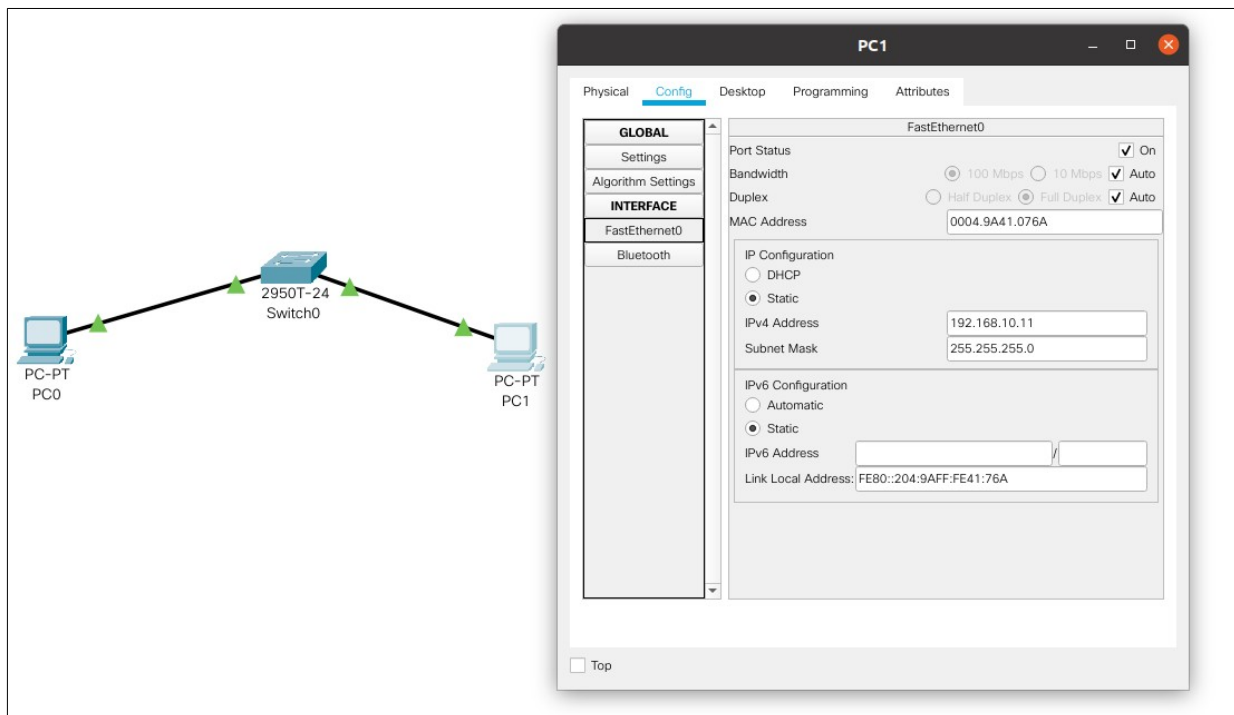 2950T-24
Switch0
PC-PT
PC0
PC-PT
PC1
PC1
Physical Config Desktop Programming Attributes
GLOBAL
Settings
Algorithm Settings
INTERFACE
FastEthernet0
Bluetooth
FastEthernet0
Port Status On
Bandwidth 100 Mbps 10 Mbps Auto
Duplex Half Duplex Full Duplex Auto
MAC Address 0004.9A41.076A
IP Configuration
DHCP
Static
IPv4 Address 192.168.10.11
Subnet Mask 255.255.255.0
IPv6 Configuration
Automatic
Static
IPv6 Address /
Link Local Address: FE80::204:9AFF:FE41:76A
Top